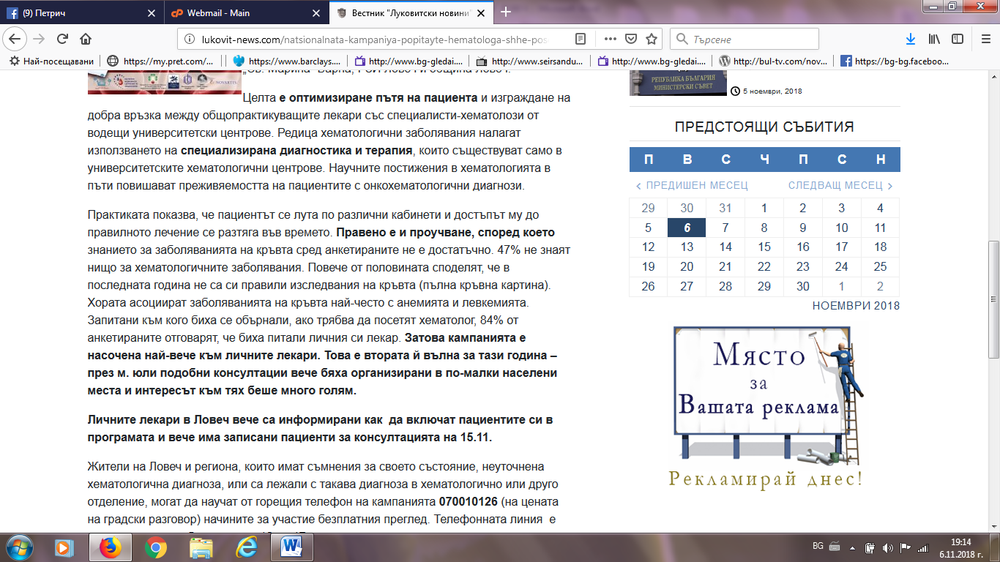 (9) Петрич
Webmail - Main
Вестник "Луковитски новини"
lukovit-news.com/natsionalnata-kampaniya-popitayte-hematologa-shhe-pos
Търсене
Най-посещавани
https://my.pret.com/...
https://www.barclays....
http://www.bg-gledai....
http://www.seirsandu...
http://www.bg-gledai....
http://bul-tv.com/nov...
https://bg-bg.faceboo...
NOVARTIS
Целта е оптимизиране пътя на пациента и изграждане на
добра връзка между общопрактикуващите лекари със специалисти-хематолози от
водещи университетски центрове. Редица хематологични заболявания налагат
използването на специализирана диагностика и терапия, които съществуват само в
университетските хематологични центрове. Научните постижения в хематологията в
пъти повишават преживяемостта на пациентите с онкохематологични диагнози.
Практиката показва, че пациентът се лута по различни кабинети и достъпът му до
правилното лечение се разтяга във времето. Правено е и проучване, според което
знанието за заболяванията на кръвта сред анкетираните не е достатъчно. 47% не знаят
нищо за хематологичните заболявания. Повече от половината споделят, че в
последната година не са си правили изследвания на кръвта (пълна кръвна картина).
Хората асоциират заболяванията на кръвта най-често с анемията и левкемията.
Запитани към кого биха се обърнали, ако трябва да посетят хематолог, 84% от
анкетираните отговарят, че биха питали личния си лекар. Затова кампанията е
насочена най-вече към личните лекари. Това е втората й вълна за тази година –
през м. юли подобни консултации вече бяха организирани в по-малки населени
места и интересът към тях беше много голям.
Личните лекари в Ловеч вече са информирани как  да включат пациентите си в
програмата и вече има записани пациенти за консултацията на 15.11.
Жители на Ловеч и региона, които имат съмнения за своето състояние, неуточнена
хематологична диагноза, или са лежали с такава диагноза в хематологично или друго
отделение, могат да научат от горещия телефон на кампанията 070010126 (на цената
на градски разговор) начините за участие безплатния преглед. Телефонната линия  е
РЕПУБЛИКА БЪЛГАРИЯ
МИНИСТЕРСКИ СЪВЕТ
5 ноември, 2018
ПРЕДСТОЯЩИ СЪБИТИЯ
П В С Ч П С Н
ПРЕДИШЕН МЕСЕЦ СЛЕДВАЩ МЕСЕЦ
29 30 31 1 2 3 4
5 6 7 8 9 10 11
12 13 14 15 16 17 18
19 20 21 22 23 24 25
26 27 28 29 30 1 2
НОЕМВРИ 2018
Място
за
Вашата реклама
Рекламирай днес!
BG
19:14
6.11.2018 г.